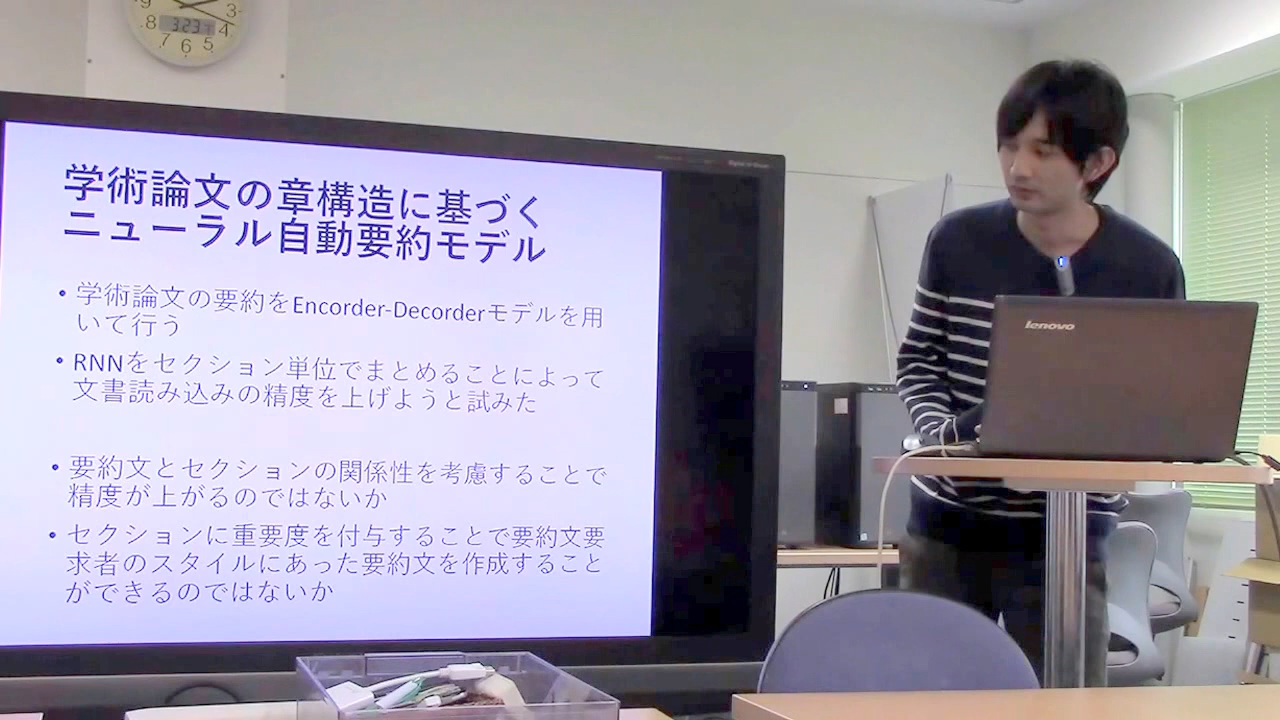 3
4
5
6
7
8
3:23
学術論文の章構造に基づく
ニューラル自動要約モデル
・学術論文の要約をEncorder-Decorderモデルを用
いて行う
・RNNをセクション単位でまとめることによって
文書読み込みの精度を上げようと試みた
・要約文とセクションの関係性を考慮することで
精度が上がるのではないか
・セクションに重要度を付与することで要約文要
求者のスタイルにあった要約文を作成すること
ができるのではないか
lenovo